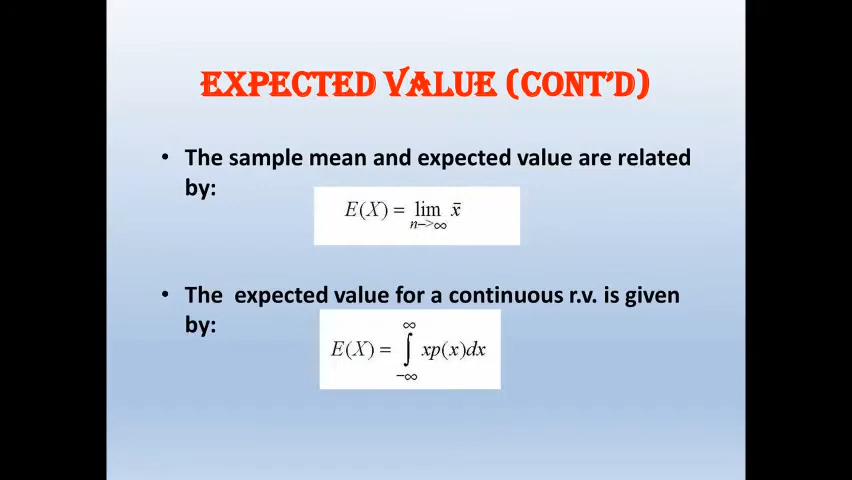 EXPECTED VALUE (CONT'D)
• The sample mean and expected value are related
by:
E(X) = lim x̄
n->∞
• The expected value for a continuous r.v. is given
by:
∞
E(X) = ∫ xp(x)dx
−∞